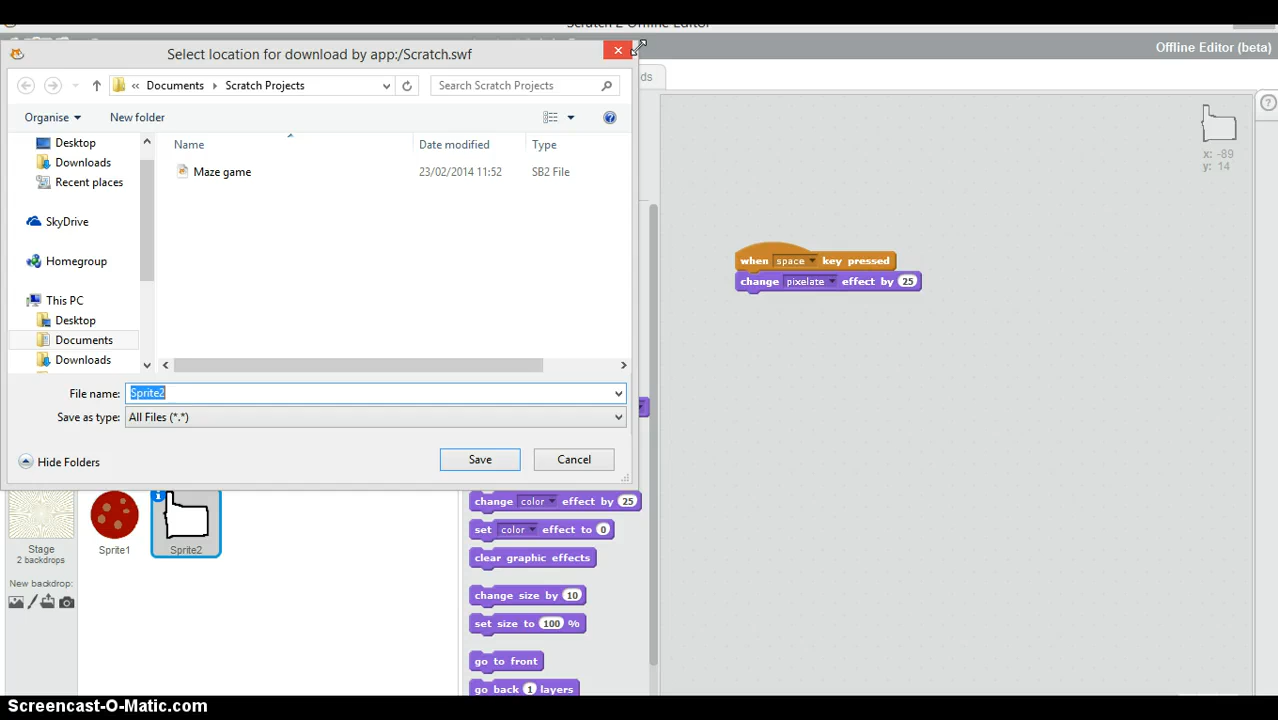 Scratch 2 Offline Editor
Offline Editor (beta)
Select location for download by app:/Scratch.swf
Documents
Scratch Projects
Search Scratch Projects
ds
Organise
New folder
Name
Date modified
Type
Maze game
23/02/2014 11:52
SB2 File
Desktop
Downloads
Recent places
SkyDrive
Homegroup
This PC
Desktop
Documents
Downloads
x: -89
y: 14
when space key pressed
change pixelate effect by 25
File name: Sprite2
Save as type: All Files (*.*)
Hide Folders
Save
Cancel
Stage
2 backdrops
New backdrop:
Sprite1
Sprite2
change color effect by 25
set color effect to 0
clear graphic effects
change size by 10
set size to 100 %
go to front
go back 1 layers
Screencast-O-Matic.com